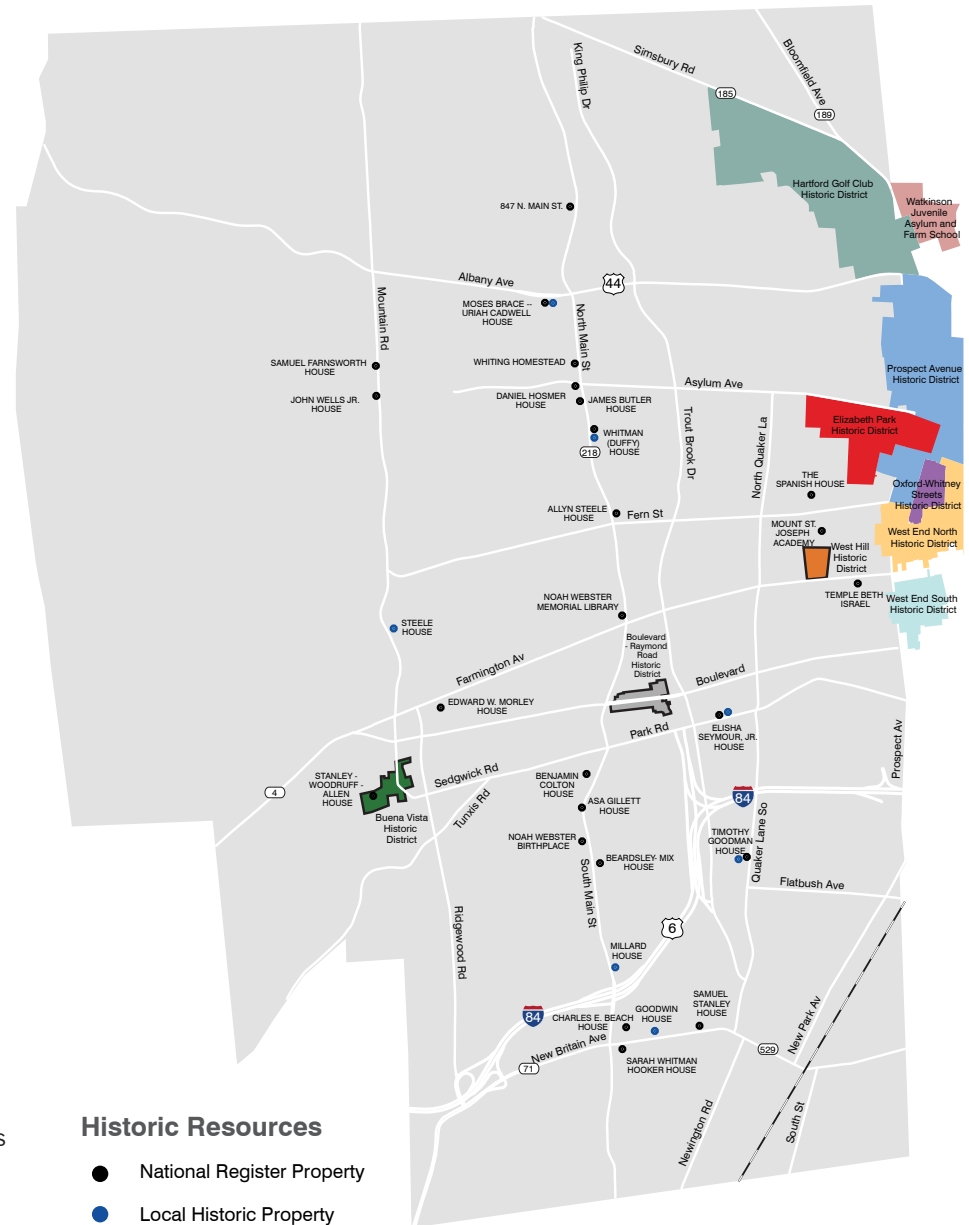 King Philip Dr
Simsbury Rd
Bloomfield Ave
185
189
Hartford Golf Club
Historic District
Watkinson
Juvenile
Asylum and
Farm School
847 N. MAIN ST.
Albany Ave
44
MOSES BRACE --
URIAH CADWELL
HOUSE
Mountain Rd
North Main St
SAMUEL FARNSWORTH
HOUSE
WHITING HOMESTEAD
Prospect Avenue
Historic District
JOHN WELLS JR.
HOUSE
DANIEL HOSMER
HOUSE
JAMES BUTLER
HOUSE
Asylum Ave
Trout Brook Dr
North Quaker La
Elizabeth Park
Historic District
WHITMAN
(DUFFY)
HOUSE
218
THE
SPANISH HOUSE
Oxford-Whitney
Streets
Historic District
ALLYN STEELE
HOUSE
Fern St
MOUNT ST.
JOSEPH
ACADEMY
West End North
Historic District
West Hill
Historic
District
TEMPLE BETH
ISRAEL
West End South
Historic District
NOAH WEBSTER
MEMORIAL LIBRARY
STEELE
HOUSE
Boulevard
- Raymond
Road
Historic
District
Farmington Av
Boulevard
EDWARD W. MORLEY
HOUSE
Park Rd
ELISHA
SEYMOUR, JR.
HOUSE
Prospect Av
STANLEY -
WOODRUFF -
ALLEN
HOUSE
Sedgwick Rd
BENJAMIN
COLTON
HOUSE
4
84
Tunxis Rd
ASA GILLETT
HOUSE
Buena Vista
Historic
District
NOAH WEBSTER
BIRTHPLACE
TIMOTHY
GOODMAN
HOUSE
Quaker Lane So
BEARDSLEY- MIX
HOUSE
Flatbush Ave
South Main St
Ridgewood Rd
6
MILLARD
HOUSE
84
CHARLES E. BEACH
HOUSE
GOODWIN
HOUSE
SAMUEL
STANLEY
HOUSE
New Park Av
New Britain Ave
529
71
SARAH WHITMAN
HOOKER HOUSE
Newington Rd
South St
Historic Resources
s
National Register Property
Local Historic Property